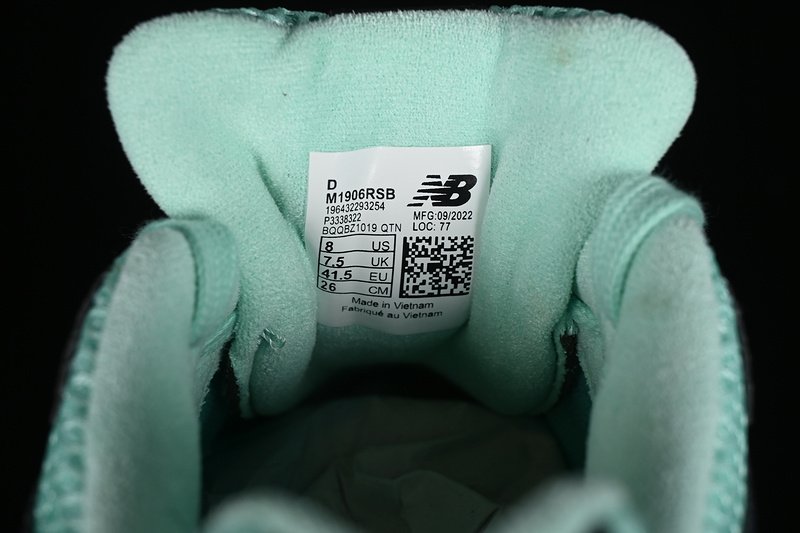 D
M1906RSB
196432293254
P3338322
BQQBZ1019 QTN
NB
MFG:09/2022
LOC: 77
8 US
7.5 UK
41.5 EU
26 CM
Made in Vietnam
Fabriqué au Vietnam